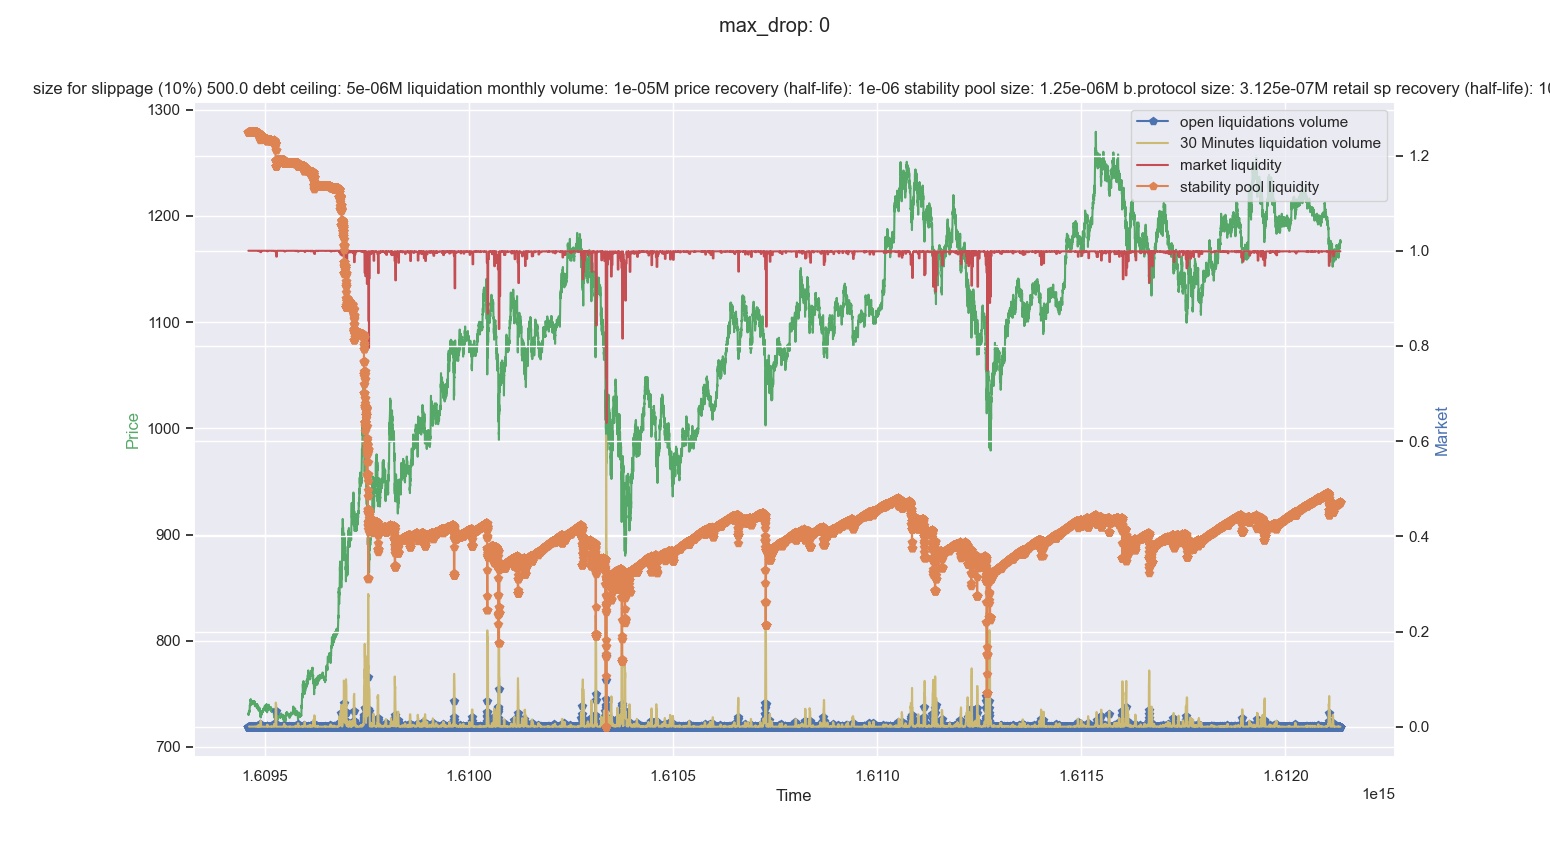 max_drop: 0
size for slippage (10%) 500.0 debt ceiling: 5e-06M liquidation monthly volume: 1e-05M price recovery (half-life): 1e-06 stability pool size: 1.25e-06M b.protocol size: 3.125e-07M retail sp recovery (half-life):
1300
1200
1100
1000
900
800
700
Price
open liquidations volume
30 Minutes liquidation volume
market liquidity
stability pool liquidity
1.2
1.0
0.8
0.6
0.4
0.2
0.0
Market
1.6095 1.6100 1.6105 1.6110 1.6115 1.6120
1e15
Time